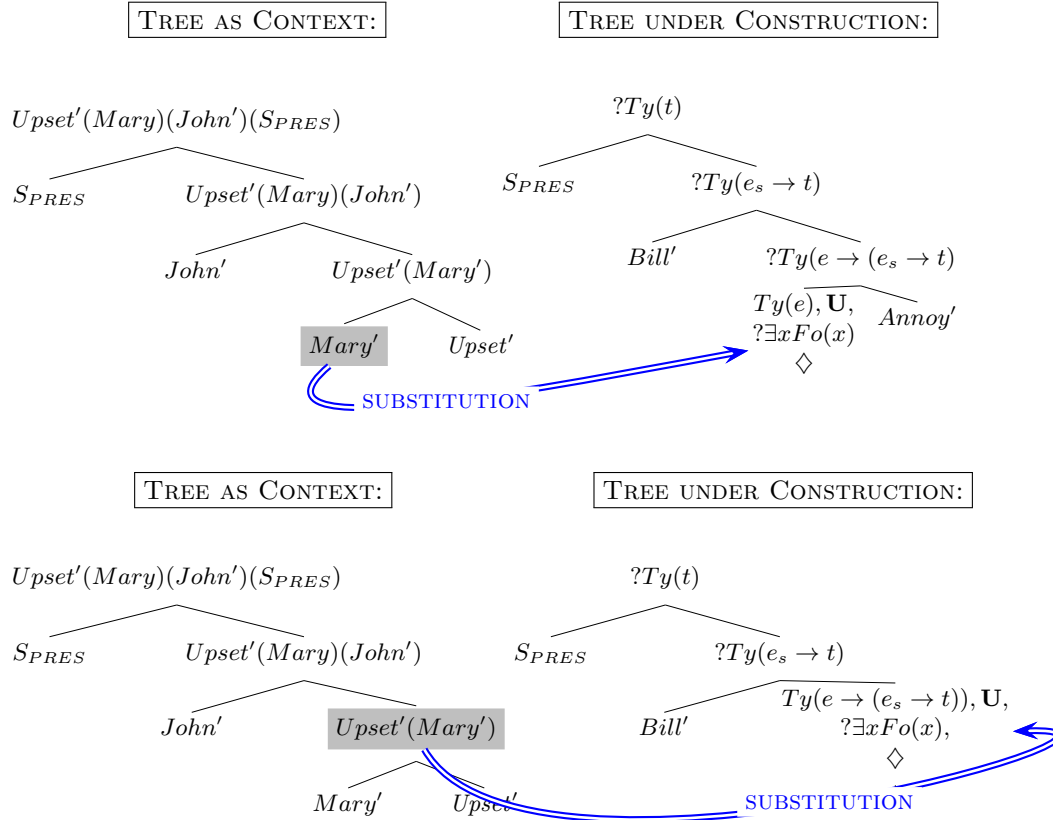 TREE AS CONTEXT: TREE UNDER CONSTRUCTION:
Upset′(Mary)(John′)(S_PRES) ?Ty(t)
S_PRES Upset′(Mary)(John′) S_PRES ?Ty(e_s → t)
John′ Upset′(Mary′) Bill′ ?Ty(e → (e_s → t)
Ty(e), U,
Mary′ Upset′ ?∃xFo(x) Annoy′
◇
SUBSTITUTION
TREE AS CONTEXT: TREE UNDER CONSTRUCTION:
Upset′(Mary)(John′)(S_PRES) ?Ty(t)
S_PRES Upset′(Mary)(John′) S_PRES ?Ty(e_s → t)
Ty(e → (e_s → t)), U,
John′ Upset′(Mary′) Bill′ ?∃xFo(x),
◇
Mary′ Upset′ SUBSTITUTION